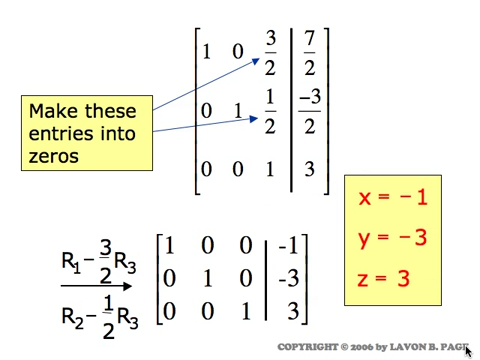 1 0 3/2 | 7/2
Make these
entries into
zeros
0 1 1/2 | -3/2
0 0 1 | 3
x = -1
y = -3
z = 3
R1 - 3/2 R3
R2 - 1/2 R3
1 0 0 | -1
0 1 0 | -3
0 0 1 | 3
COPYRIGHT © 2006 by LAVON B. PAGE